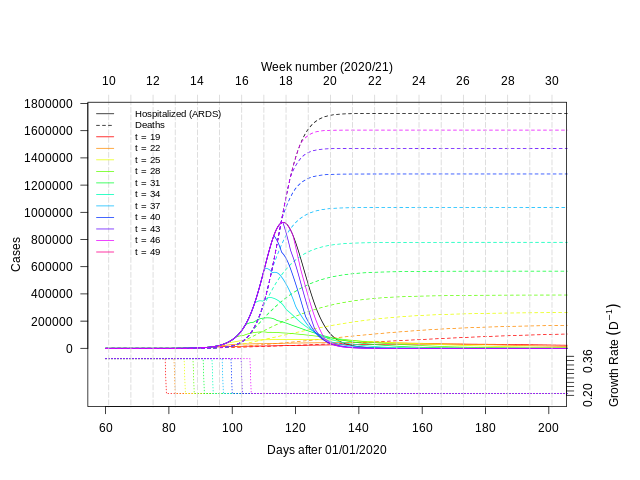 Week number (2020/21)
10 12 14 16 18 20 22 24 26 28 30
1800000
1600000
1400000
1200000
1000000
800000
600000
400000
200000
0
Cases
Hospitalized (ARDS)
Deaths
t = 19
t = 22
t = 25
t = 28
t = 31
t = 34
t = 37
t = 40
t = 43
t = 46
t = 49
0.36
0.20
Growth Rate (D⁻¹)
60 80 100 120 140 160 180 200
Days after 01/01/2020